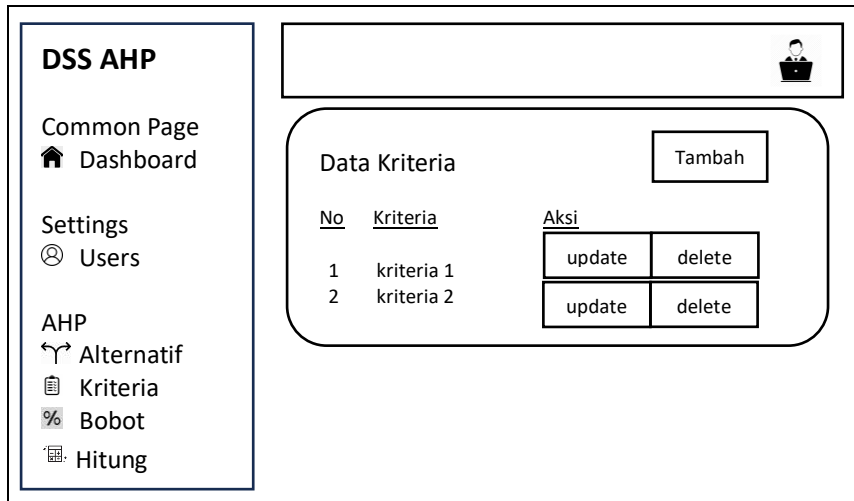 DSS AHP
Common Page
Dashboard
Settings
Users
AHP
Alternatif
Kriteria
% Bobot
Hitung
Data Kriteria
Tambah
No Kriteria Aksi
1 kriteria 1 update delete
2 kriteria 2 update delete